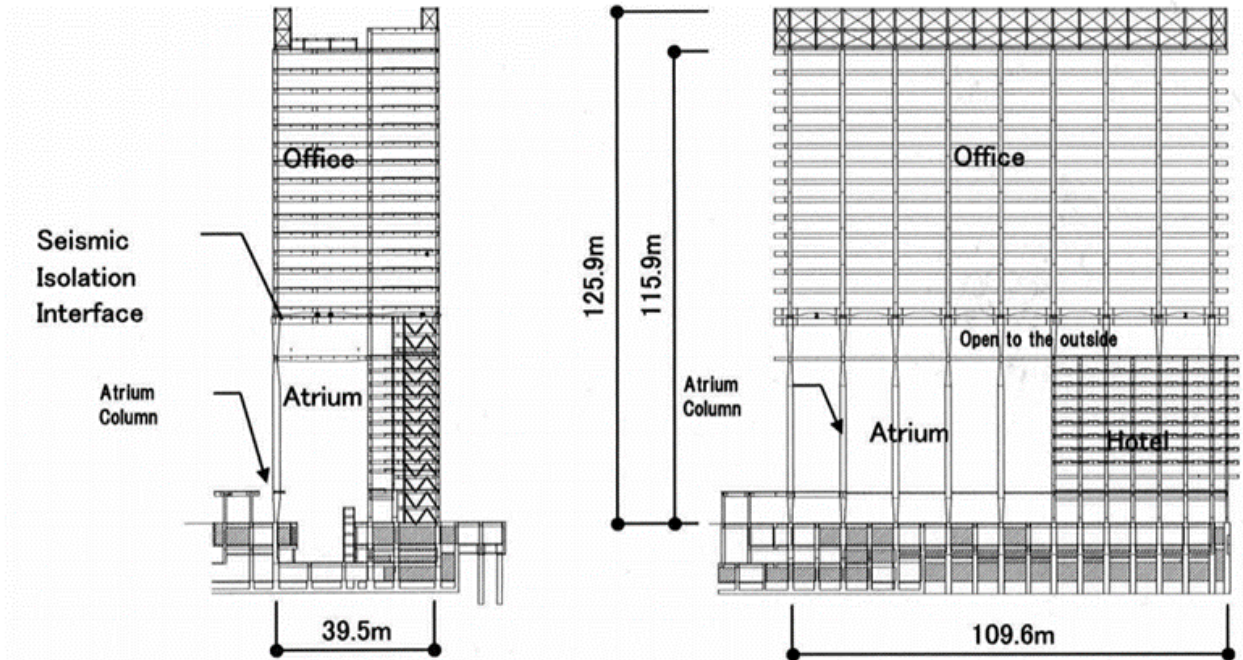 Office
Seismic
Isolation
Interface
Atrium
Column
Atrium
39.5m
125.9m
115.9m
Office
Open to the outside
Atrium
Column
Atrium
Hotel
109.6m